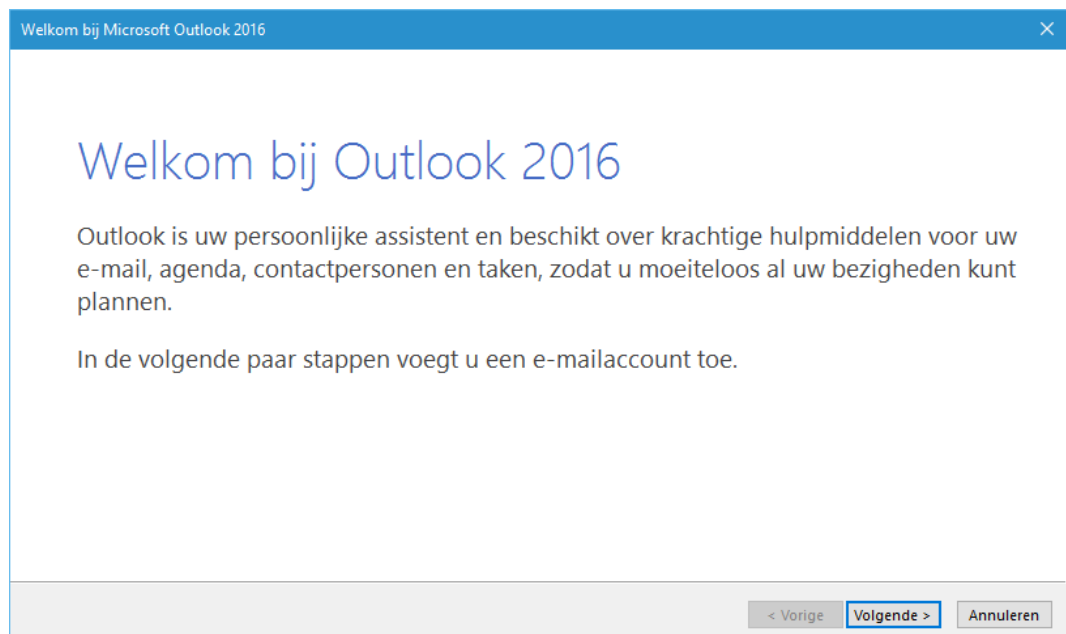 Welkom bij Microsoft Outlook 2016
Welkom bij Outlook 2016
Outlook is uw persoonlijke assistent en beschikt over krachtige hulpmiddelen voor uw
e-mail, agenda, contactpersonen en taken, zodat u moeiteloos al uw bezigheden kunt
plannen.
In de volgende paar stappen voegt u een e-mailaccount toe.
< Vorige Volgende > Annuleren